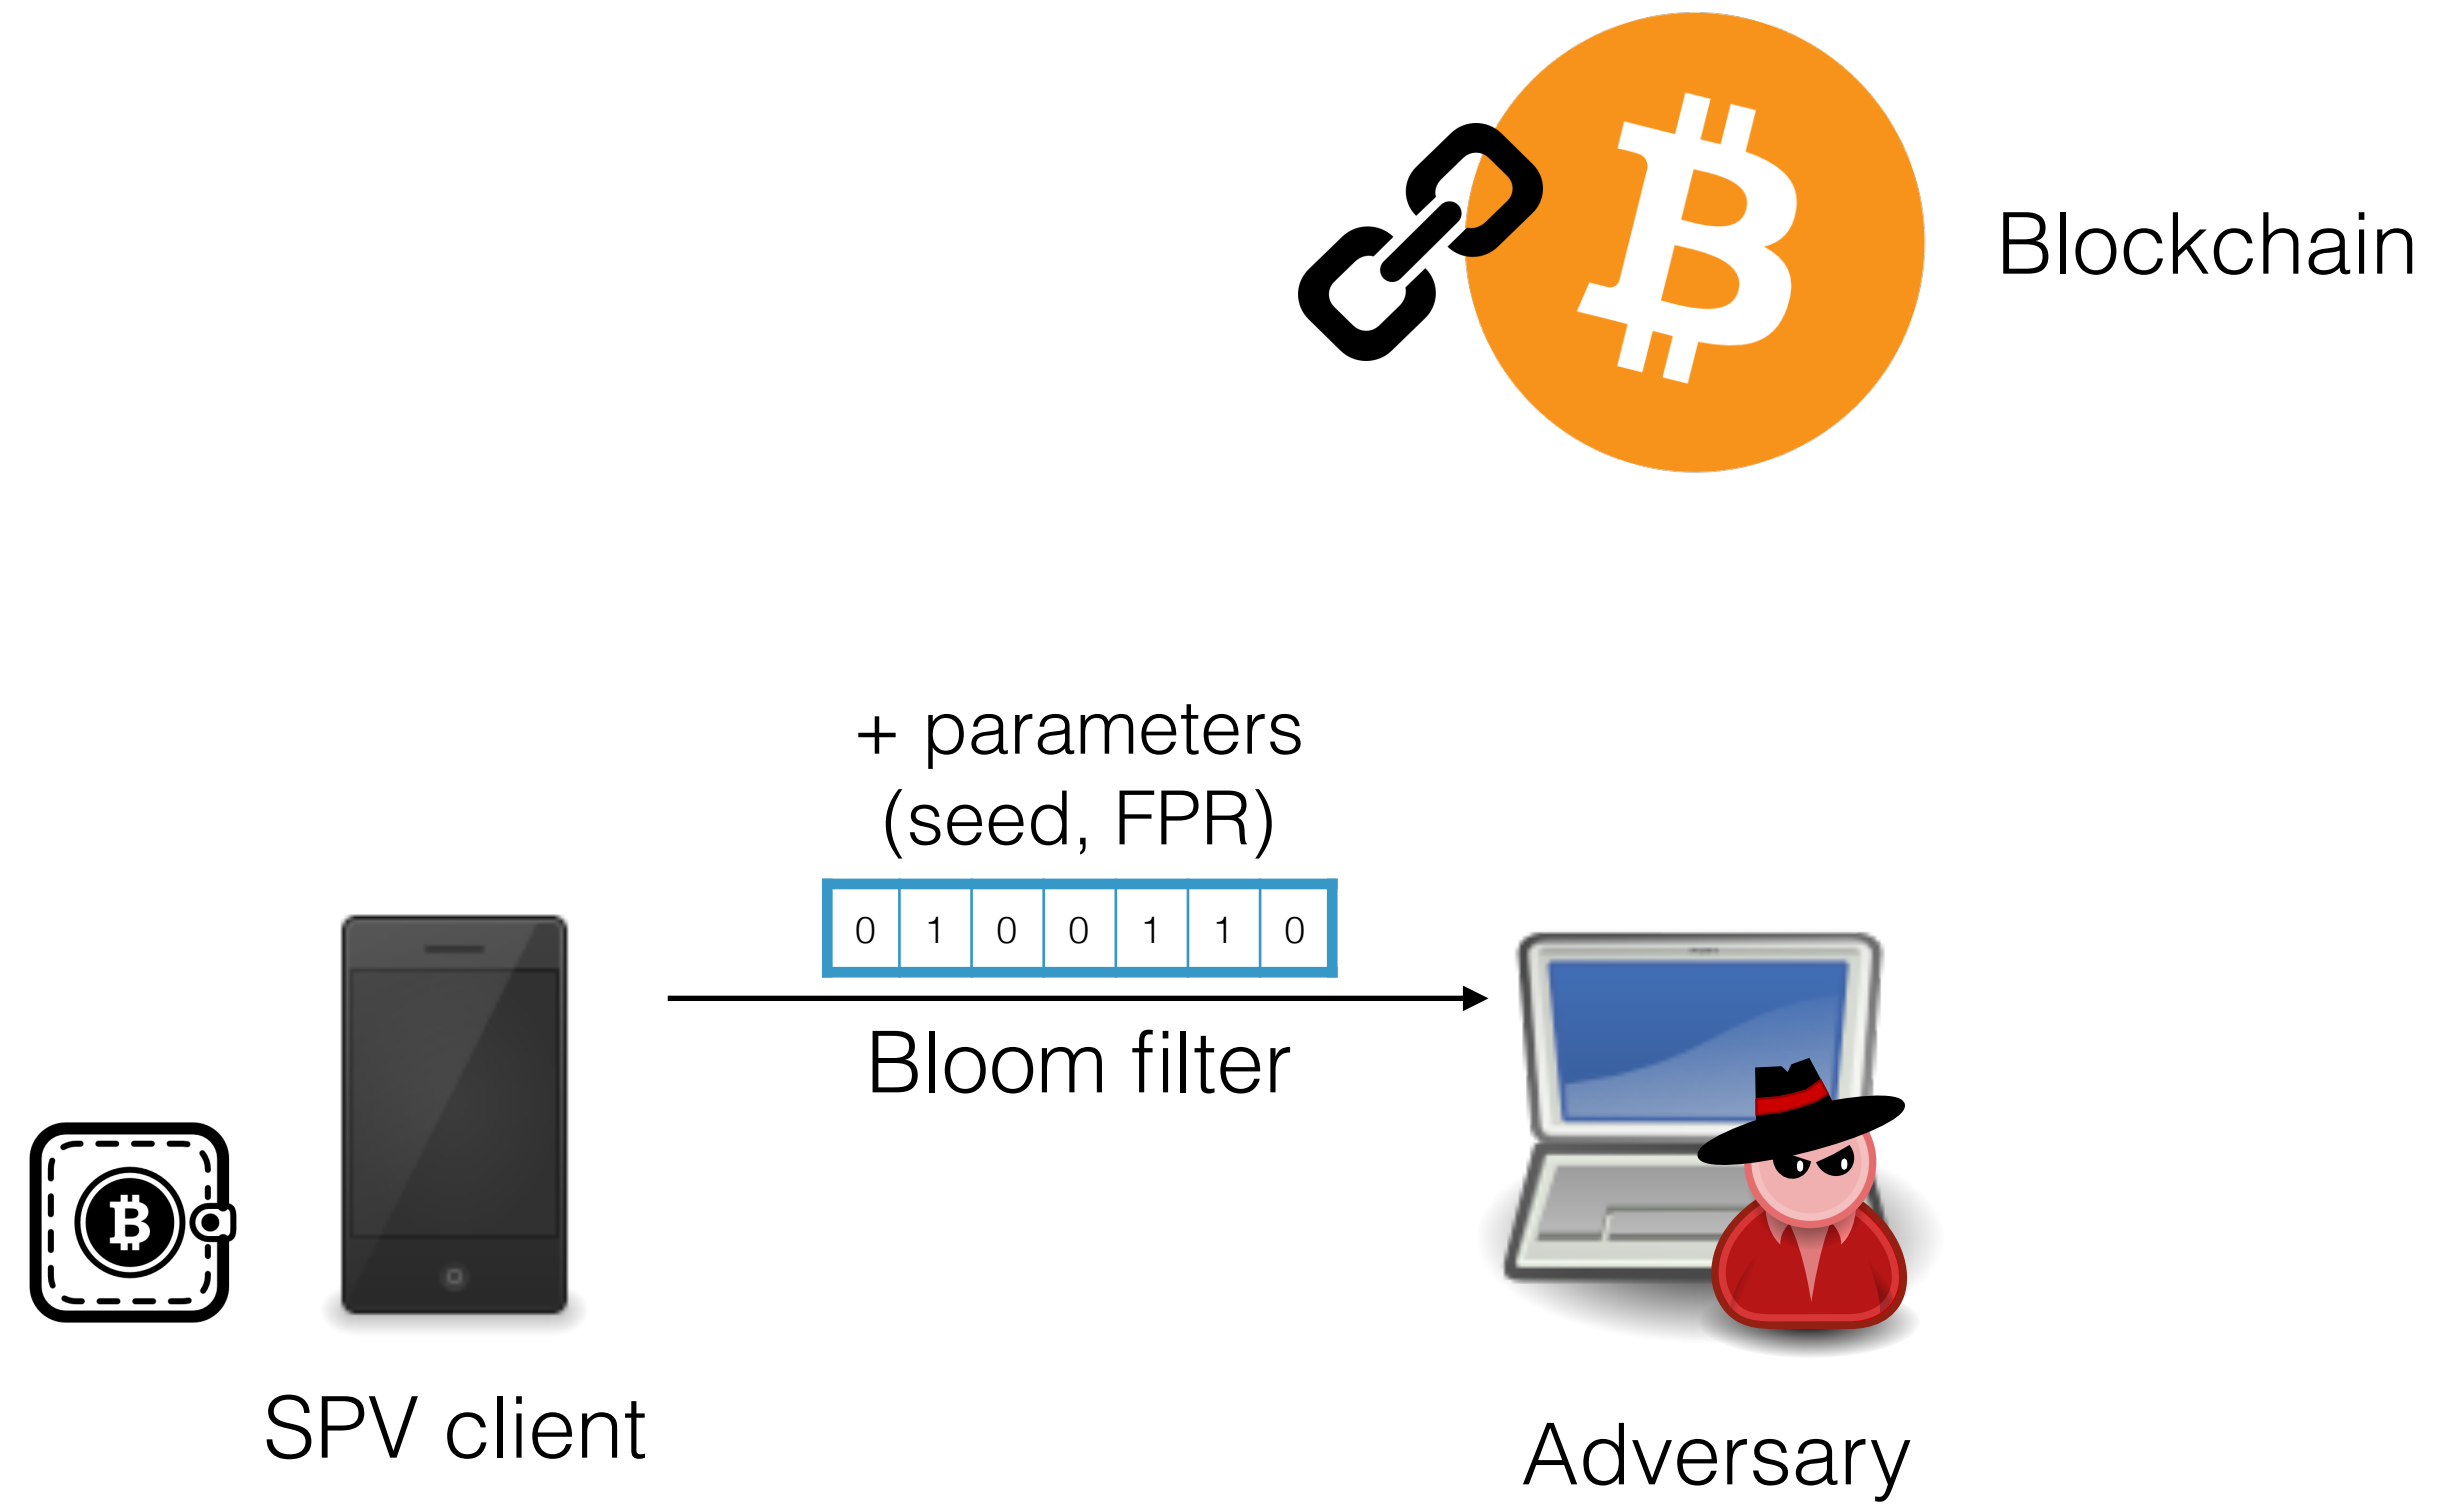 Blockchain
+ parameters
(seed, FPR)
0 1 0 0 1 1 0
Bloom filter
SPV client
Adversary